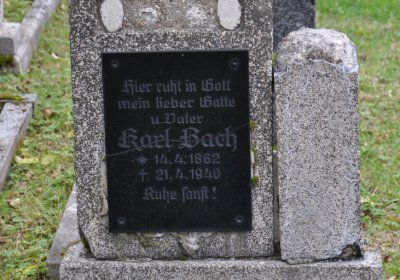 Hier ruht in Gott
mein lieber Gatte
u. Vater
Karl Bach
* 14.4.1862
† 21.4.1940
Ruhe sanft!